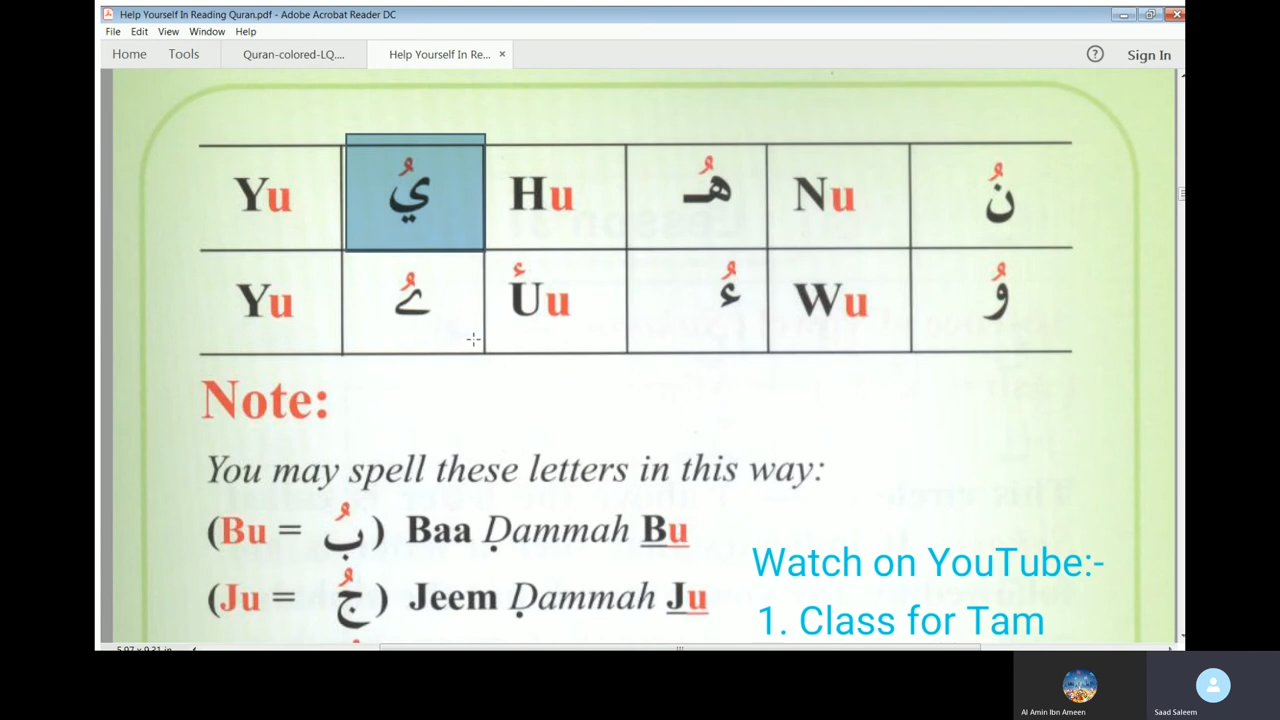 Help Yourself In Reading Quran.pdf - Adobe Acrobat Reader DC
File Edit View Window Help
Home Tools Quran-colored-LQ.... Help Yourself In Re... × ? Sign In
Yu يُ Hu هُـ Nu نُ
Yu ےُ Uٔu ءُ Wu وُ
Note:
You may spell these letters in this way:
(Bu = بُ) Baa Ḍammah Bu
(Ju = جُ) Jeem Ḍammah Ju
Watch on YouTube:-
1. Class for Tam
Al Amin Ibn Ameen Saad Saleem